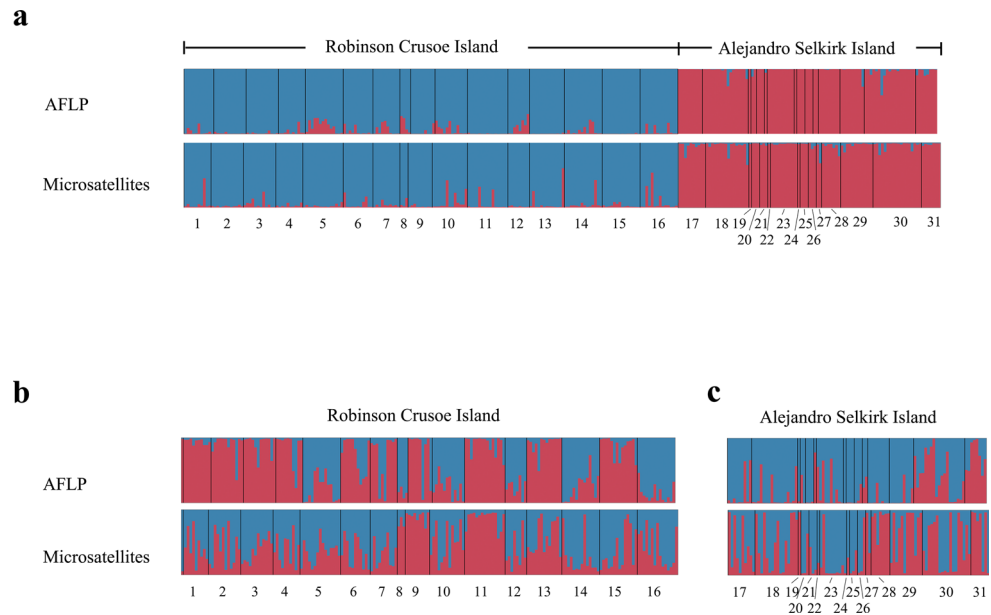 a
Robinson Crusoe Island Alejandro Selkirk Island
AFLP
Microsatellites
1 2 3 4 5 6 7 8 9 10 11 12 13 14 15 16 17 18 19 21 23 25 27 28 29 30 31
20 22 24 26
b c
Robinson Crusoe Island Alejandro Selkirk Island
AFLP
Microsatellites
1 2 3 4 5 6 7 8 9 10 11 12 13 14 15 16 17 18 19 21 23 25 27 28 29 30 31
20 22 24 26